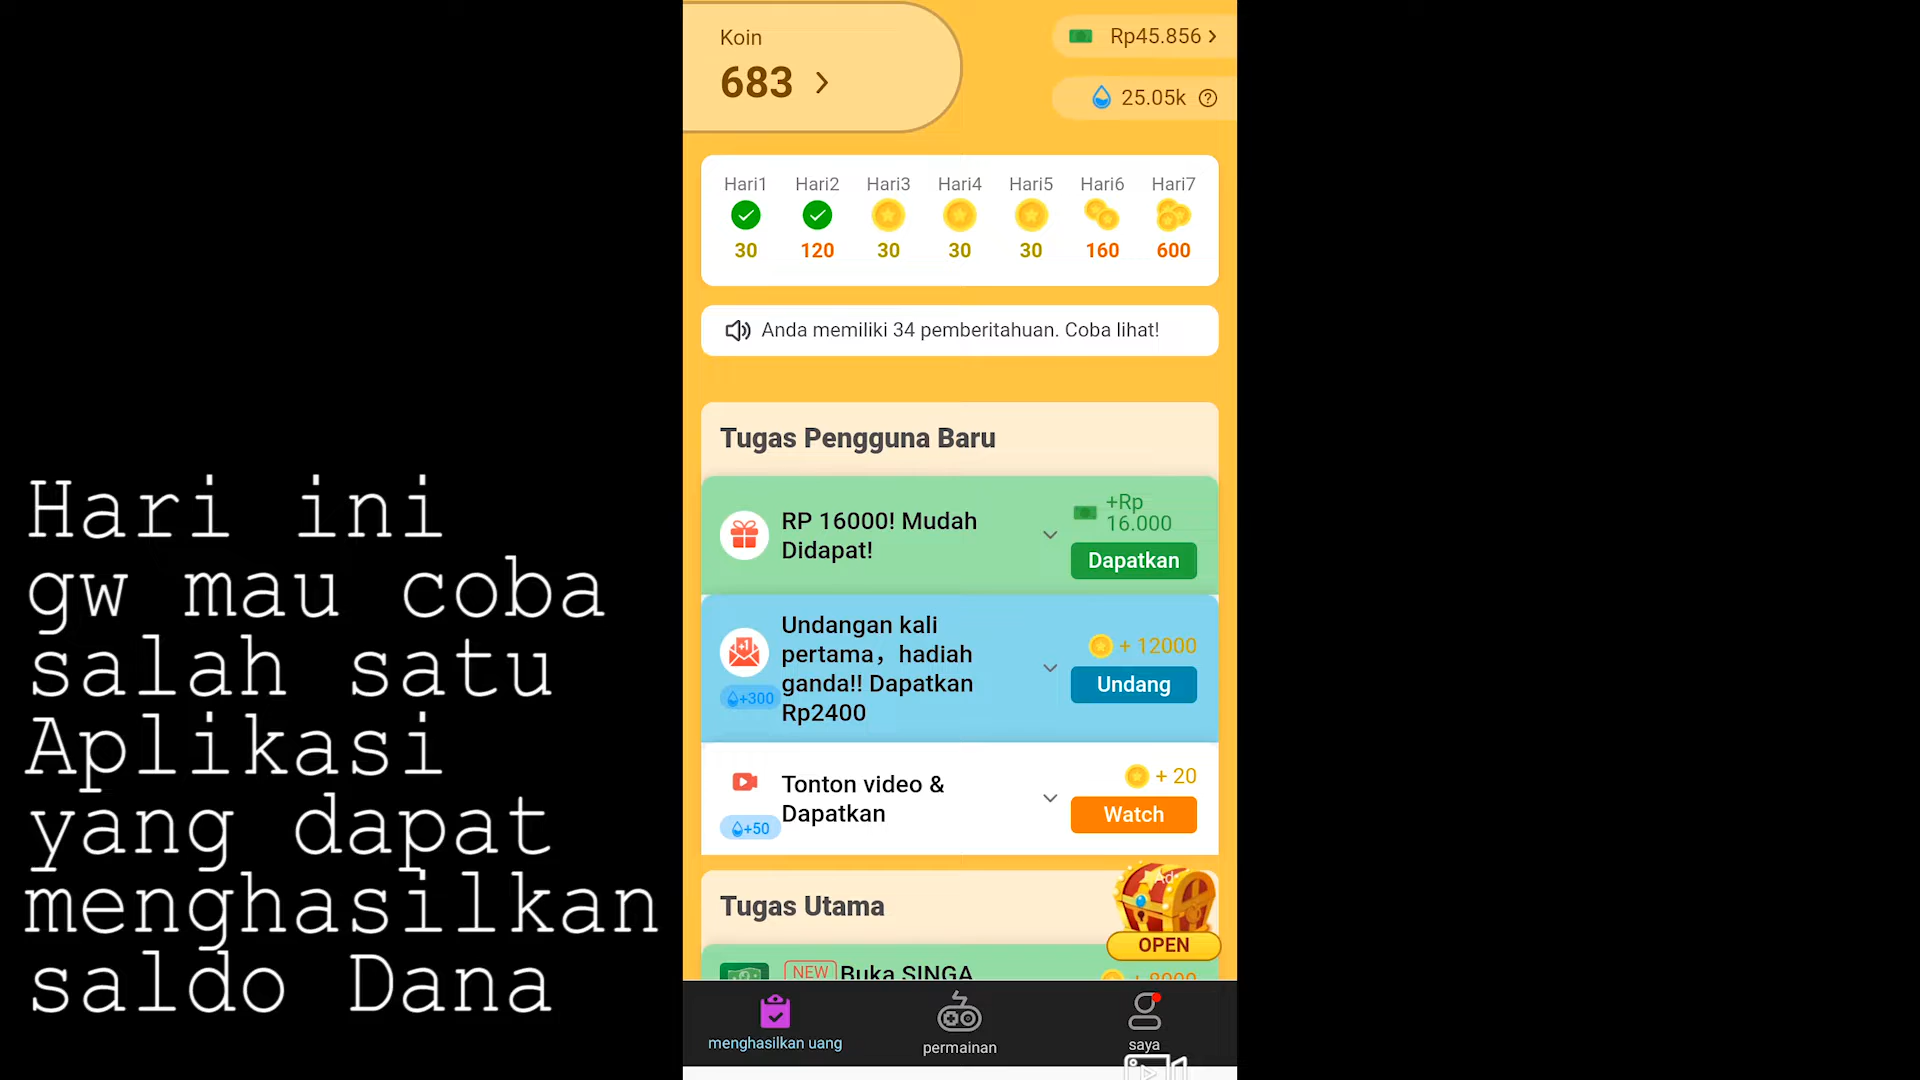 Hari ini
gw mau coba
salah satu
Aplikasi
yang dapat
menghasilkan
saldo Dana
Koin
683
Rp45.856
25.05k
Hari1 Hari2 Hari3 Hari4 Hari5 Hari6 Hari7
30 120 30 30 30 160 600
Anda memiliki 34 pemberitahuan. Coba lihat!
Tugas Pengguna Baru
RP 16000! Mudah
Didapat!
+Rp
16.000
Dapatkan
Undangan kali
pertama，hadiah
ganda!! Dapatkan
Rp2400
+300
+ 12000
Undang
Tonton video &
Dapatkan
+50
+ 20
Watch
Tugas Utama
Ad
OPEN
NEW Buka SINGA
+ 8000
menghasilkan uang
permainan
saya